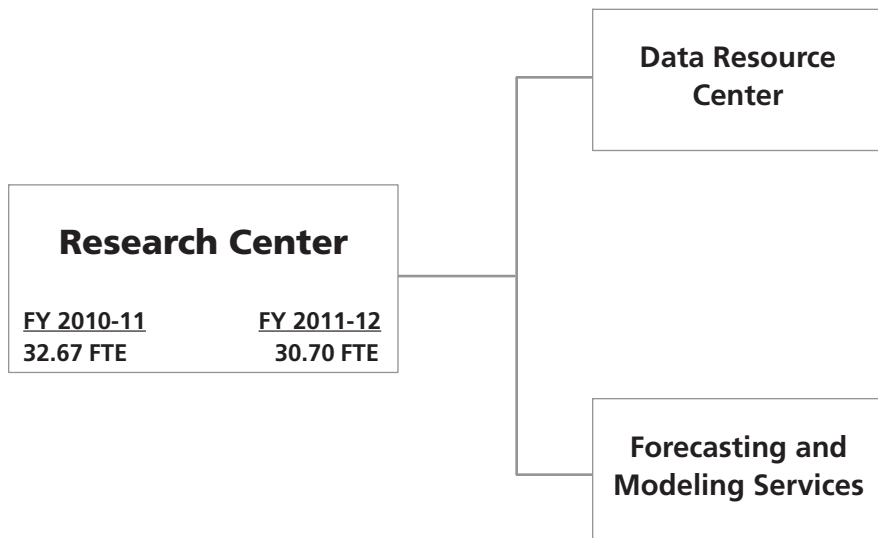 Data Resource
Center
Research Center
FY 2010-11 FY 2011-12
32.67 FTE 30.70 FTE
Forecasting and
Modeling Services